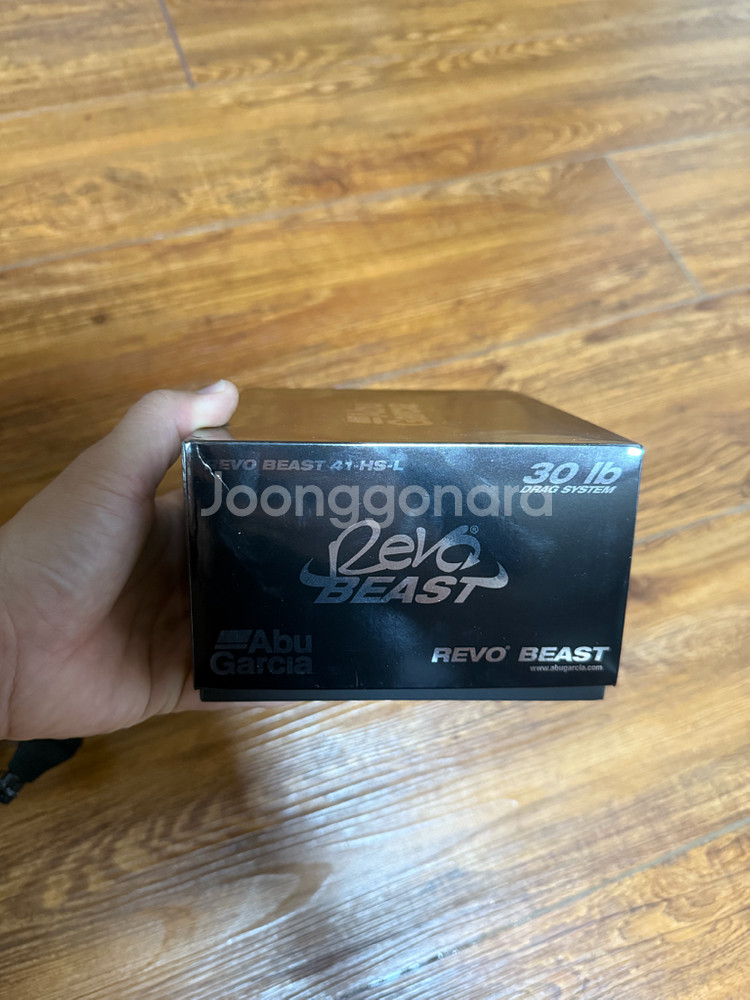 REVO BEAST 41-HS-L
30 lb
DRAG SYSTEM
Joonggonara
Revo®
BEAST
Abu
Garcia
REVO® BEAST
www.abugarcia.com